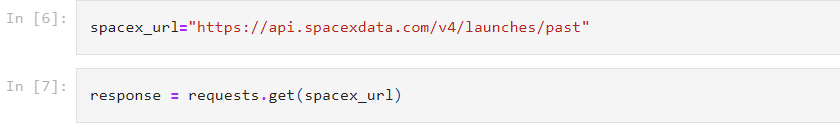 In [6]:
spacex_url="https://api.spacexdata.com/v4/launches/past"
In [7]:
response = requests.get(spacex_url)